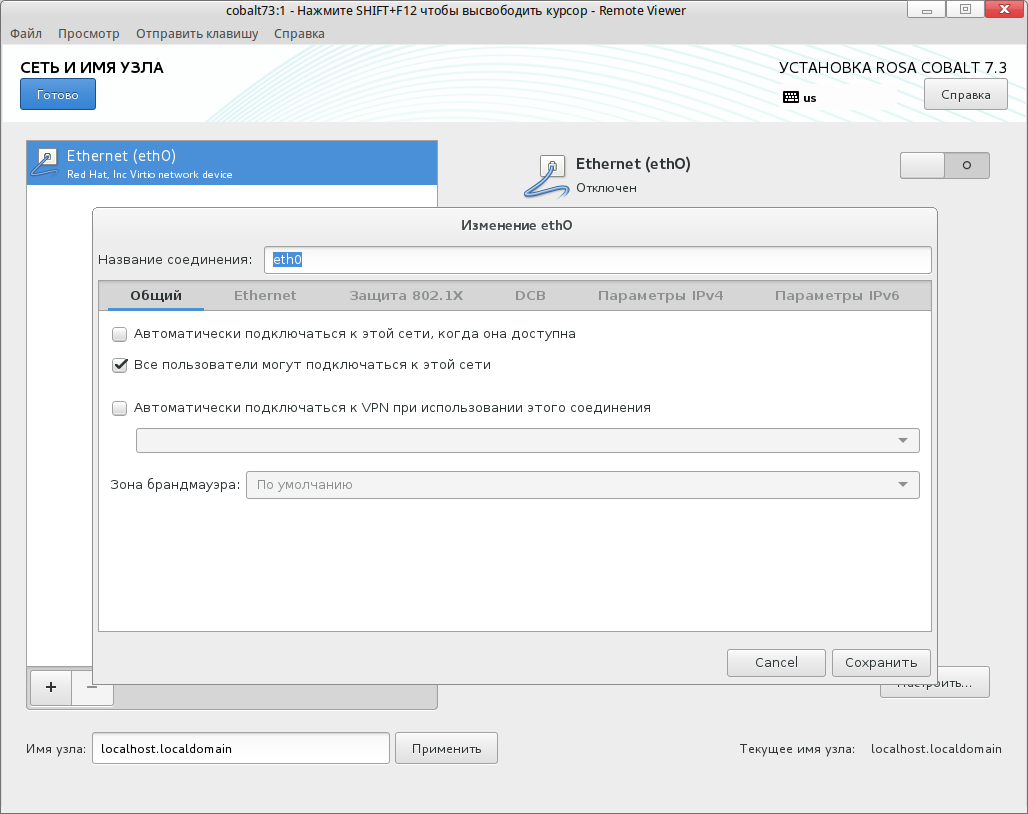 cobalt73:1 - Нажмите SHIFT+F12 чтобы высвободить курсор - Remote Viewer
Файл Просмотр Отправить клавишу Справка
СЕТЬ И ИМЯ УЗЛА
УСТАНОВКА ROSA COBALT 7.3
Готово
us
Справка
Ethernet (eth0)
Red Hat, Inc Virtio network device
Ethernet (eth0)
Отключен
Изменение eth0
Название соединения: eth0
Общий Ethernet Защита 802.1X DCB Параметры IPv4 Параметры IPv6
Автоматически подключаться к этой сети, когда она доступна
Все пользователи могут подключаться к этой сети
Автоматически подключаться к VPN при использовании этого соединения
Зона брандмауэра: По умолчанию
Cancel Сохранить
+ − Настроить...
Имя узла: localhost.localdomain Применить Текущее имя узла: localhost.localdomain